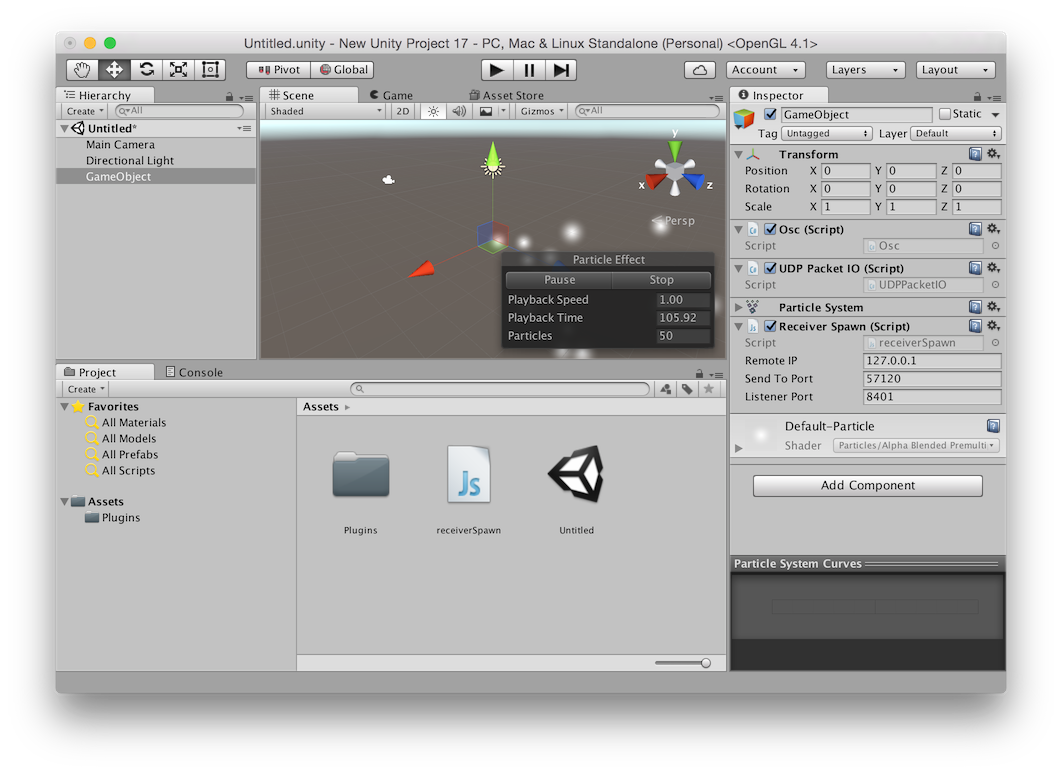 Untitled.unity - New Unity Project 17 - PC, Mac & Linux Standalone (Personal) <OpenGL 4.1>
Pivot Global Account Layers Layout
Hierarchy
Create All
Untitled*
Main Camera
Directional Light
GameObject
Scene Game Asset Store
Shaded 2D Gizmos All
y
x
z
Persp
Particle Effect
Pause Stop
Playback Speed 1.00
Playback Time 105.92
Particles 50
Project Console
Create
Favorites
All Materials
All Models
All Prefabs
All Scripts
Assets
Plugins
Assets
Js
Plugins receiverSpawn Untitled
Inspector
GameObject Static
Tag Untagged Layer Default
Transform
Position X 0 Y 0 Z 0
Rotation X 0 Y 0 Z 0
Scale X 1 Y 1 Z 1
Osc (Script)
Script Osc
UDP Packet IO (Script)
Script UDPPacketIO
Particle System
Receiver Spawn (Script)
Script receiverSpawn
Remote IP 127.0.0.1
Send To Port 57120
Listener Port 8401
Default-Particle
Shader Particles/Alpha Blended Premulti
Add Component
Particle System Curves